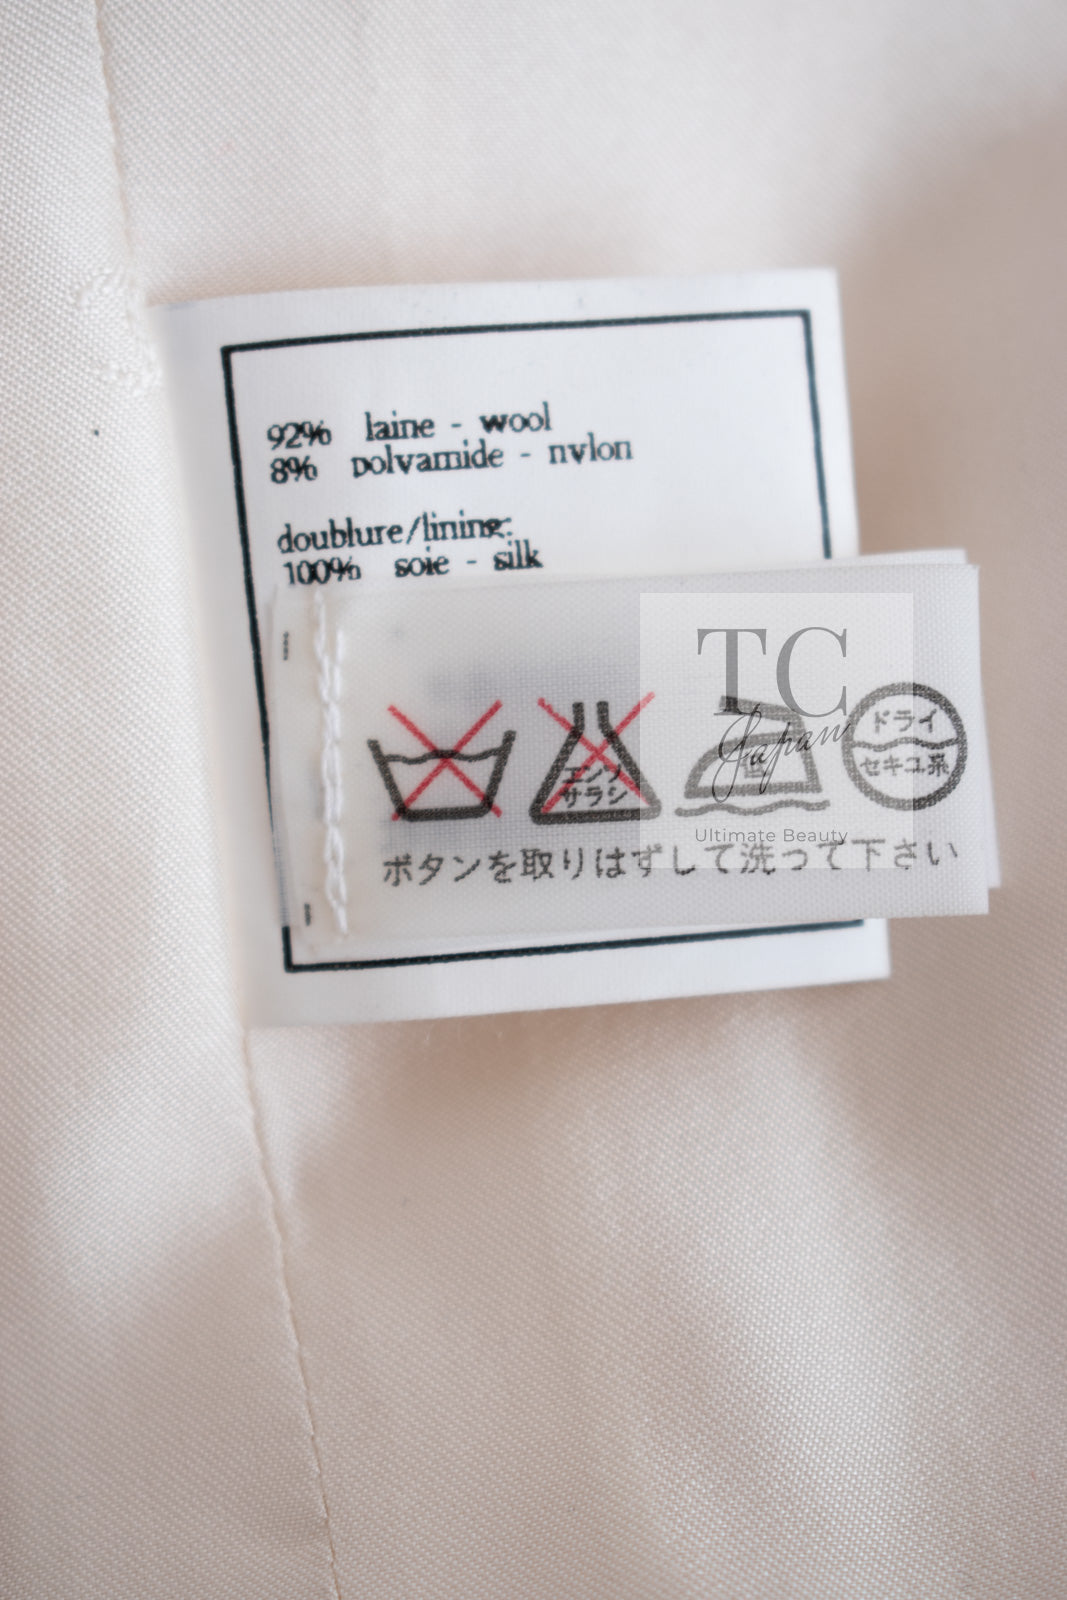 92% laine - wool
8% polyamide - nylon
doublure/lining:
100% soie - silk
エンソ
サラシ
ドライ
セキユ系
ボタンを取りはずして洗って下さい
TC
Japan
Ultimate Beauty